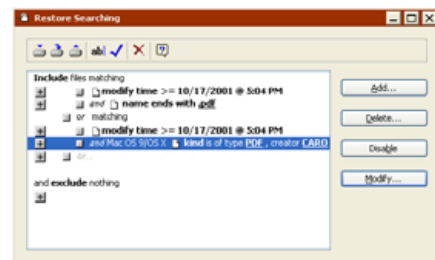 Restore Searching
abl
Include files matching
modify time >= 10/17/2001 @ 5:04 PM
and name ends with .pdf
or matching
modify time >= 10/17/2001 @ 5:04 PM
and Mac OS 9/OS X kind is of type PDF , creator CARO
or...
and exclude nothing
Add...
Delete...
Disable
Modify...